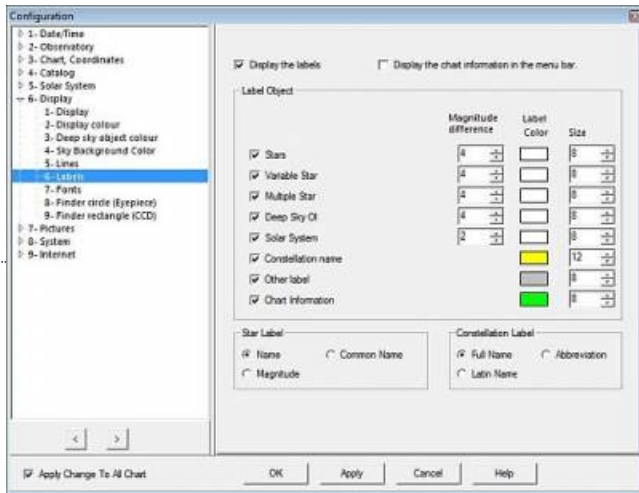 Configuration
1- Date/Time
2- Observatory
3- Chart, Coordinates
4- Catalog
5- Solar System
6- Display
1- Display
2- Display colour
3- Deep sky object colour
4- Sky Background Color
5- Lines
6- Labels
7- Fonts
8- Finder circle (Eyepiece)
9- Finder rectangle (CCD)
7- Pictures
8- System
9- Internet
< >
Apply Change To All Chart
Display the labels Display the chart information in the menu bar.
Label Object
Magnitude difference Label Color Size
Stars 4 8
Variable Star 4 8
Multiple Star 4 8
Deep Sky Ol 4 8
Solar System 2 8
Constellation name 12
Other label 8
Chart Information 8
Star Label
Name Common Name
Magnitude
Constellation Label
Full Name Abbreviation
Latin Name
OK Apply Cancel Help